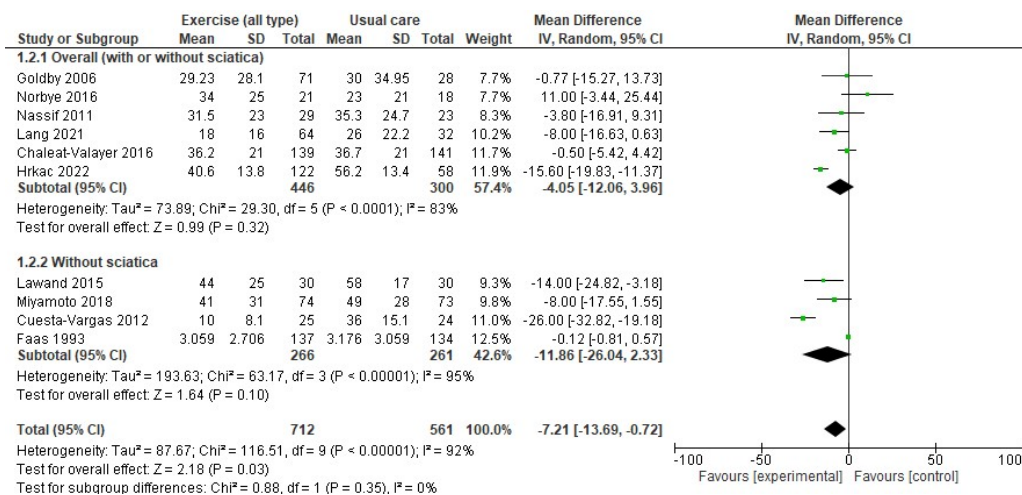 Exercise (all type) Usual care Mean Difference Mean Difference
Study or Subgroup Mean SD Total Mean SD Total Weight IV, Random, 95% CI IV, Random, 95% CI
1.2.1 Overall (with or without sciatica)
Goldby 2006 29.23 28.1 71 30 34.95 28 7.7% -0.77 [-15.27, 13.73]
Norbye 2016 34 25 21 23 21 18 7.7% 11.00 [-3.44, 25.44]
Nassif 2011 31.5 23 29 35.3 24.7 23 8.3% -3.80 [-16.91, 9.31]
Lang 2021 18 16 64 26 22.2 32 10.2% -8.00 [-16.63, 0.63]
Chaleat-Valayer 2016 36.2 21 139 36.7 21 141 11.7% -0.50 [-5.42, 4.42]
Hrkac 2022 40.6 13.8 122 56.2 13.4 58 11.9% -15.60 [-19.83, -11.37]
Subtotal (95% CI) 446 300 57.4% -4.05 [-12.06, 3.96]
Heterogeneity: Tau² = 73.89; Chi² = 29.30, df = 5 (P < 0.0001); I² = 83%
Test for overall effect: Z = 0.99 (P = 0.32)
1.2.2 Without sciatica
Lawand 2015 44 25 30 58 17 30 9.3% -14.00 [-24.82, -3.18]
Miyamoto 2018 41 31 74 49 28 73 9.8% -8.00 [-17.55, 1.55]
Cuesta-Vargas 2012 10 8.1 25 36 15.1 24 11.0% -26.00 [-32.82, -19.18]
Faas 1993 3.059 2.706 137 3.176 3.059 134 12.5% -0.12 [-0.81, 0.57]
Subtotal (95% CI) 266 261 42.6% -11.86 [-26.04, 2.33]
Heterogeneity: Tau² = 193.63; Chi² = 63.17, df = 3 (P < 0.00001); I² = 95%
Test for overall effect: Z = 1.64 (P = 0.10)
Total (95% CI) 712 561 100.0% -7.21 [-13.69, -0.72]
Heterogeneity: Tau² = 87.67; Chi² = 116.51, df = 9 (P < 0.00001); I² = 92%
Test for overall effect: Z = 2.18 (P = 0.03)
Test for subgroup differences: Chi² = 0.88, df = 1 (P = 0.35), I² = 0%
-100 -50 0 50 100
Favours [experimental] Favours [control]